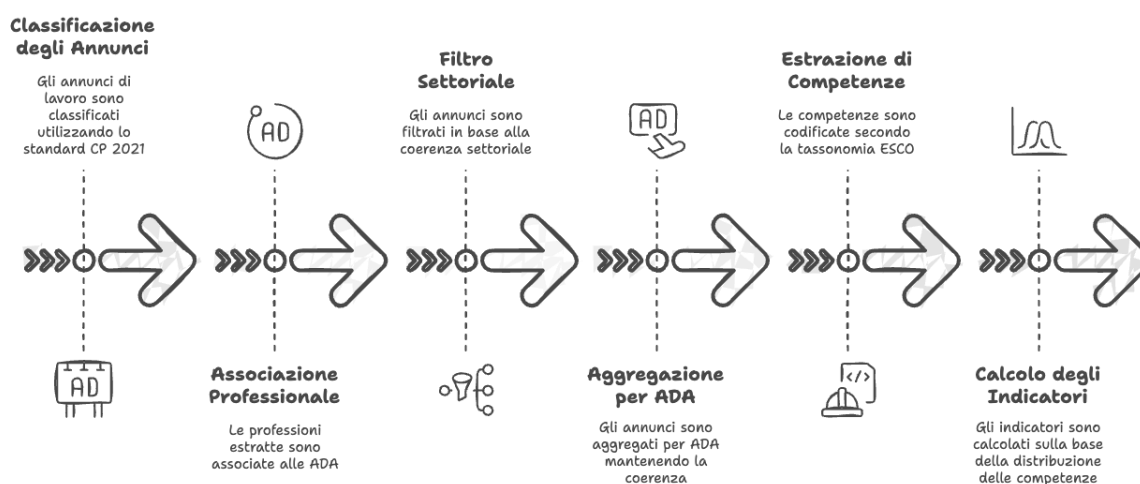 Classificazione
degli Annunci
Gli annunci di
lavoro sono
classificati
utilizzando lo
standard CP 2021
AD
AD
Associazione
Professionale
Le professioni
estratte sono
associate alle ADA
Filtro
Settoriale
Gli annunci sono
filtrati in base alla
coerenza settoriale
AD
Aggregazione
per ADA
Gli annunci sono
aggregati per ADA
mantenendo la
coerenza
Estrazione di
Competenze
Le competenze sono
codificate secondo
la tassonomia ESCO
</>
Calcolo degli
Indicatori
Gli indicatori sono
calcolati sulla base
della distribuzione
delle competenze